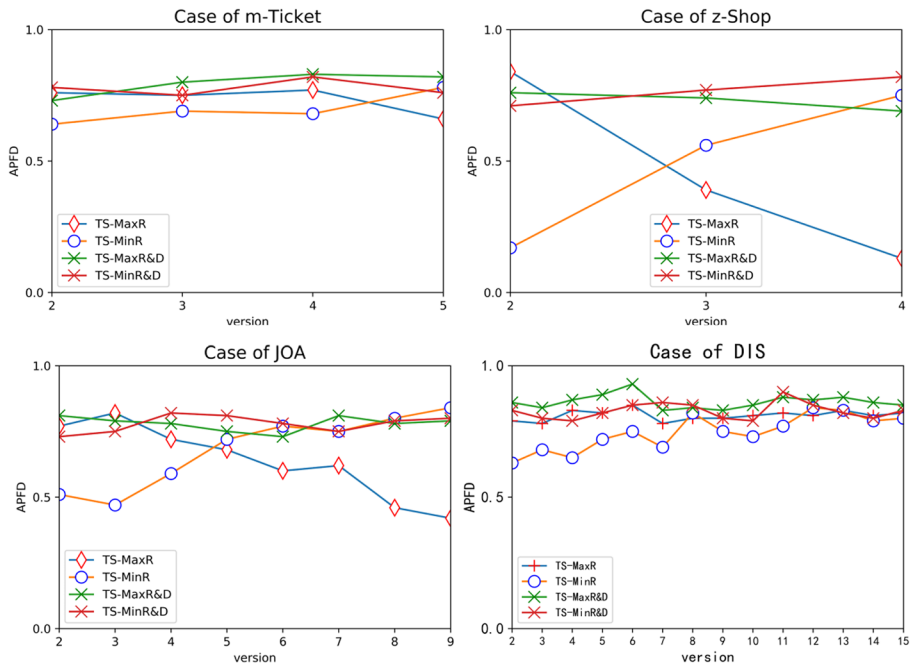 Case of m-Ticket
1.0
0.5
0.0
APFD
TS-MaxR
TS-MinR
TS-MaxR&D
TS-MinR&D
2 3 4 5
version
Case of z-Shop
1.0
0.5
0.0
APFD
TS-MaxR
TS-MinR
TS-MaxR&D
TS-MinR&D
2 3 4
version
Case of JOA
1.0
0.5
0.0
APFD
TS-MaxR
TS-MinR
TS-MaxR&D
TS-MinR&D
2 3 4 5 6 7 8 9
version
Case of DIS
1.0
0.5
0.0
APFD
TS-MaxR
TS-MinR
TS-MaxR&D
TS-MinR&D
2 3 4 5 6 7 8 9 10 11 12 13 14 15
version